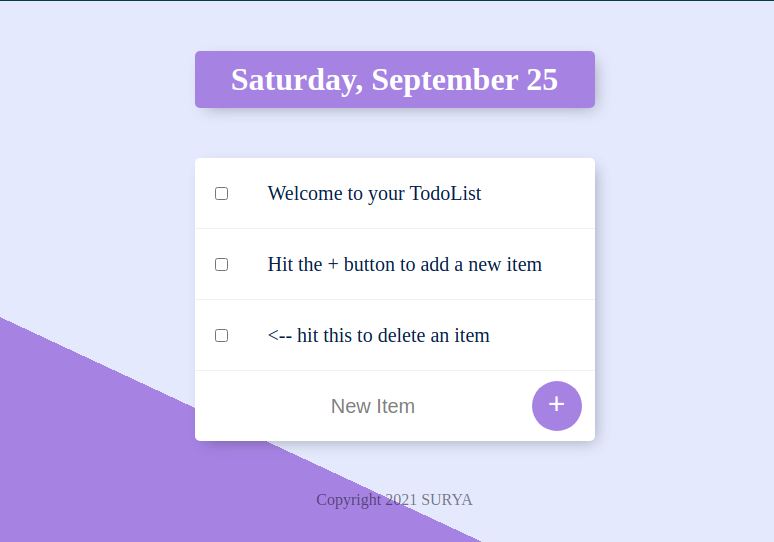 Saturday, September 25
Welcome to your TodoList
Hit the + button to add a new item
<-- hit this to delete an item
New Item +
Copyright 2021 SURYA